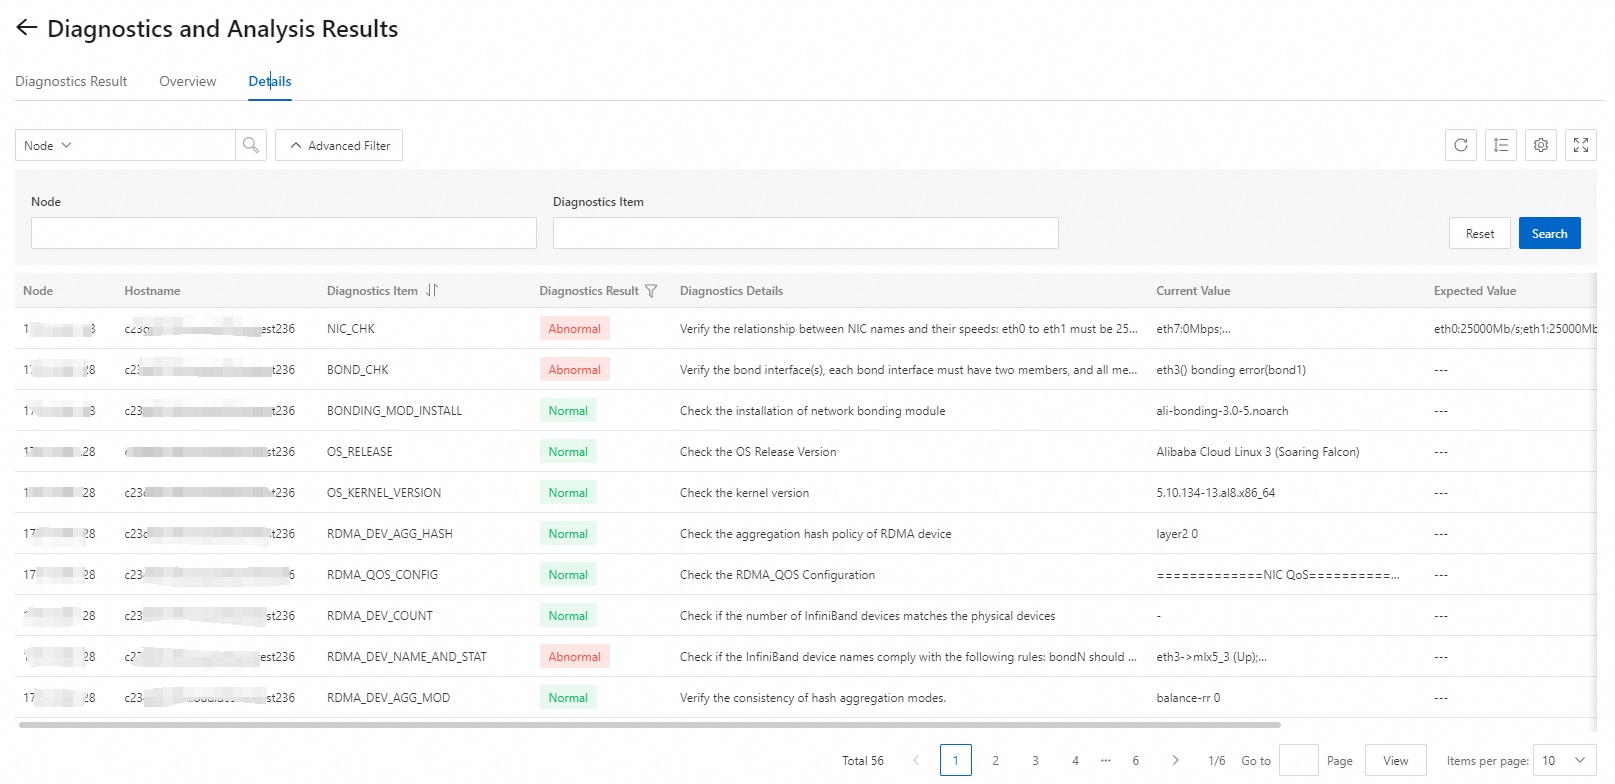 Diagnostics and Analysis Results
Diagnostics Result Overview Details
Node Advanced Filter
Node Diagnostics Item
Reset Search
Node Hostname Diagnostics Item Diagnostics Result Diagnostics Details Current Value Expected Value
NIC_CHK Abnormal Verify the relationship between NIC names and their speeds: eth0 to eth1 must be 25... eth7:0Mbps;... eth0:25000Mb/s;eth1:25000Mb
BOND_CHK Abnormal Verify the bond interface(s), each bond interface must have two members, and all me... eth3() bonding error(bond1) ---
BONDING_MOD_INSTALL Normal Check the installation of network bonding module ali-bonding-3.0-5.noarch ---
OS_RELEASE Normal Check the OS Release Version Alibaba Cloud Linux 3 (Soaring Falcon) ---
OS_KERNEL_VERSION Normal Check the kernel version 5.10.134-13.al8.x86_64 ---
RDMA_DEV_AGG_HASH Normal Check the aggregation hash policy of RDMA device layer2 0 ---
RDMA_QOS_CONFIG Normal Check the RDMA_QOS Configuration =============NIC QoS==========... ---
RDMA_DEV_COUNT Normal Check if the number of InfiniBand devices matches the physical devices - ---
RDMA_DEV_NAME_AND_STAT Abnormal Check if the InfiniBand device names comply with the following rules: bondN should ... eth3->mlx5_3 (Up);... ---
RDMA_DEV_AGG_MOD Normal Verify the consistency of hash aggregation modes. balance-rr 0 ---
Total 56 1 2 3 4 ··· 6 1/6 Go to Page View Items per page: 10